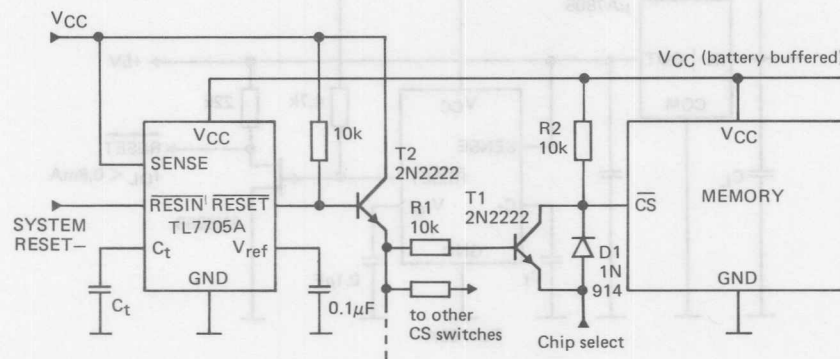 VCC
VCC (battery buffered)
VCC
SENSE
10k
R2
10k
VCC
T2
2N2222
RESIN RESET
TL7705A
SYSTEM
RESET—
Ct
Vref
GND
Ct
0.1µF
R1
10k
T1
2N2222
CS
MEMORY
D1
1N
914
GND
to other
CS switches
Chip select